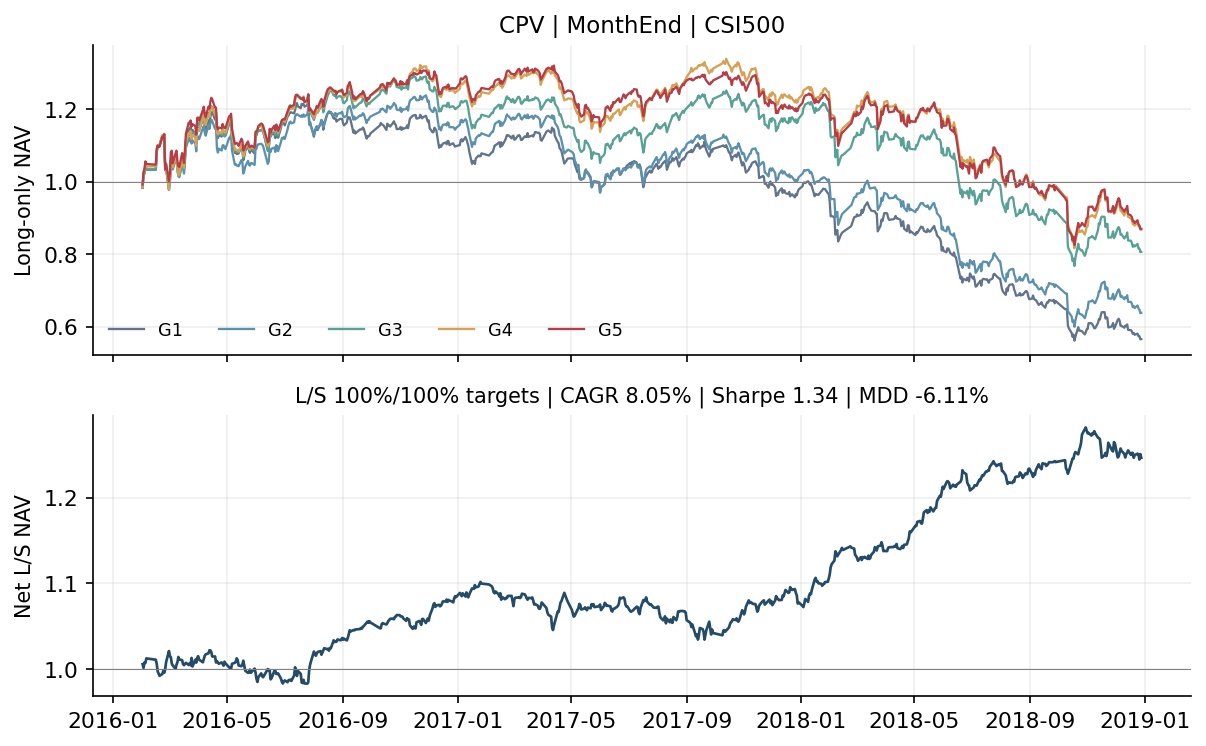 CPV | MonthEnd | CSI500
Long-only NAV
1.2
1.0
0.8
0.6
G1 G2 G3 G4 G5
L/S 100%/100% targets | CAGR 8.05% | Sharpe 1.34 | MDD -6.11%
Net L/S NAV
1.2
1.1
1.0
2016-01 2016-05 2016-09 2017-01 2017-05 2017-09 2018-01 2018-05 2018-09 2019-01